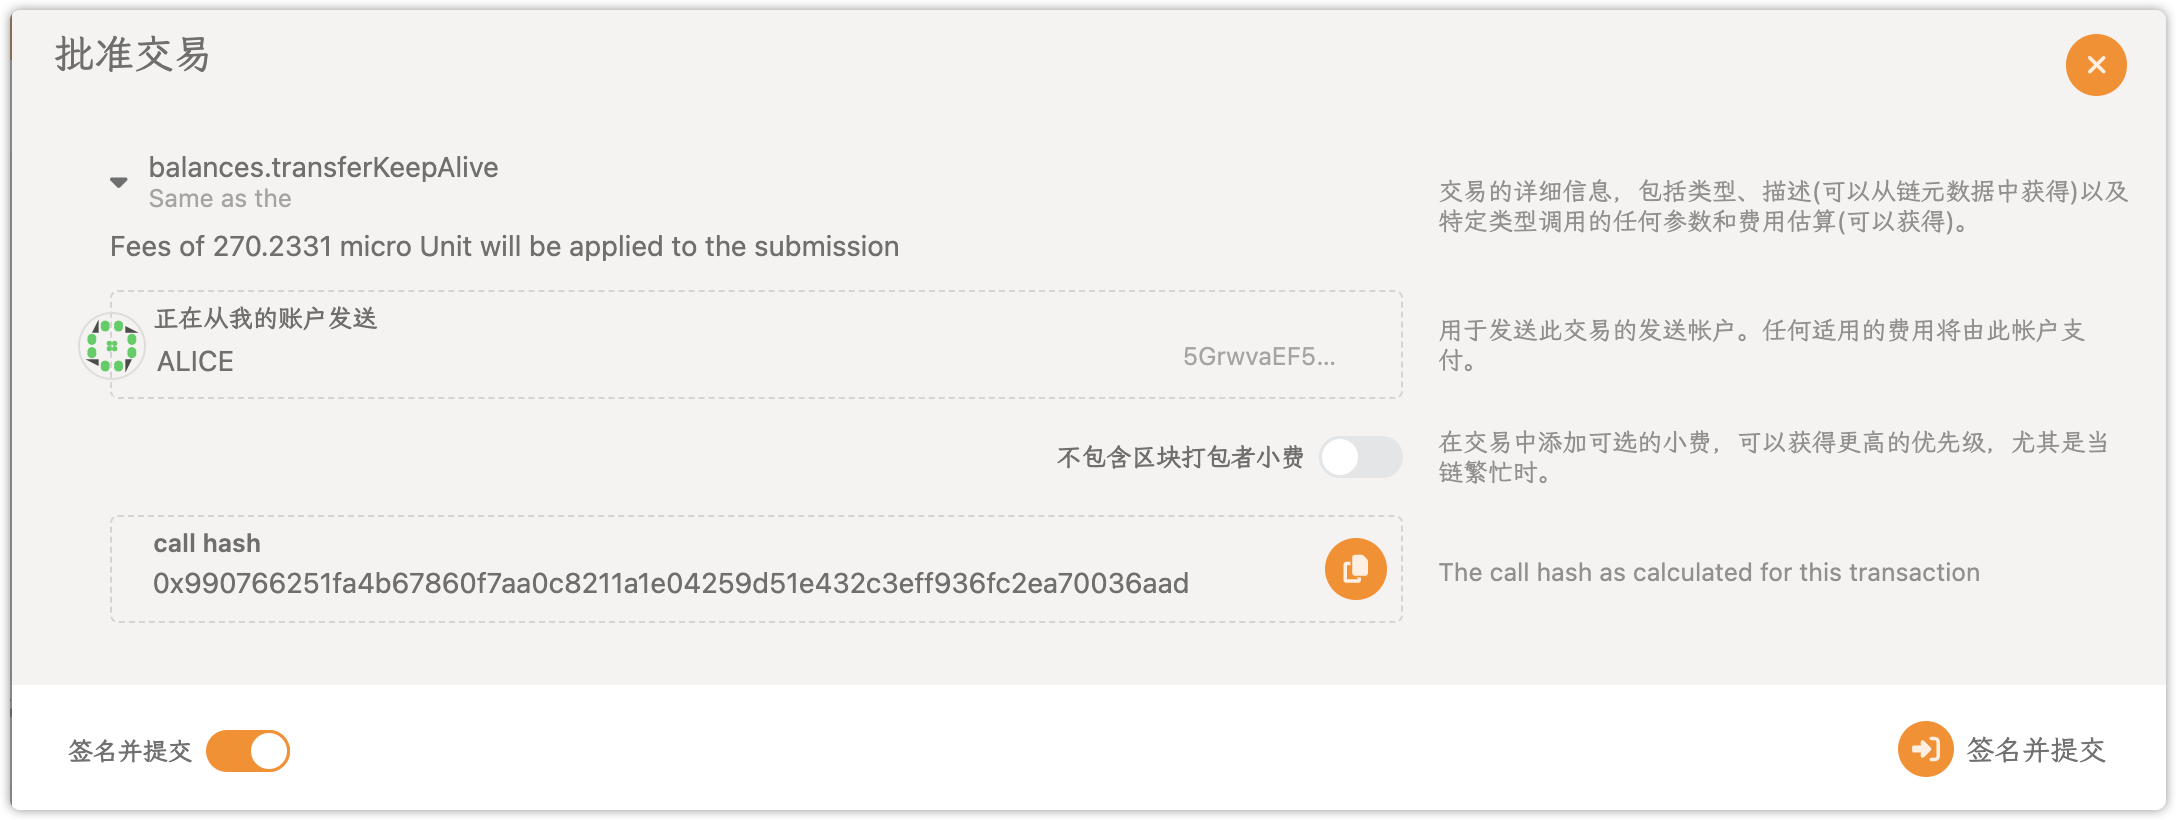 批准交易
balances.transferKeepAlive
Same as the
Fees of 270.2331 micro Unit will be applied to the submission
交易的详细信息，包括类型、描述(可以从链元数据中获得)以及
特定类型调用的任何参数和费用估算(可以获得)。
正在从我的账户发送
ALICE
5GrwvaEF5...
用于发送此交易的发送帐户。任何适用的费用将由此帐户支
付。
不包含区块打包者小费
在交易中添加可选的小费，可以获得更高的优先级，尤其是当
链繁忙时。
call hash
0x990766251fa4b67860f7aa0c8211a1e04259d51e432c3eff936fc2ea70036aad
The call hash as calculated for this transaction
签名并提交
签名并提交